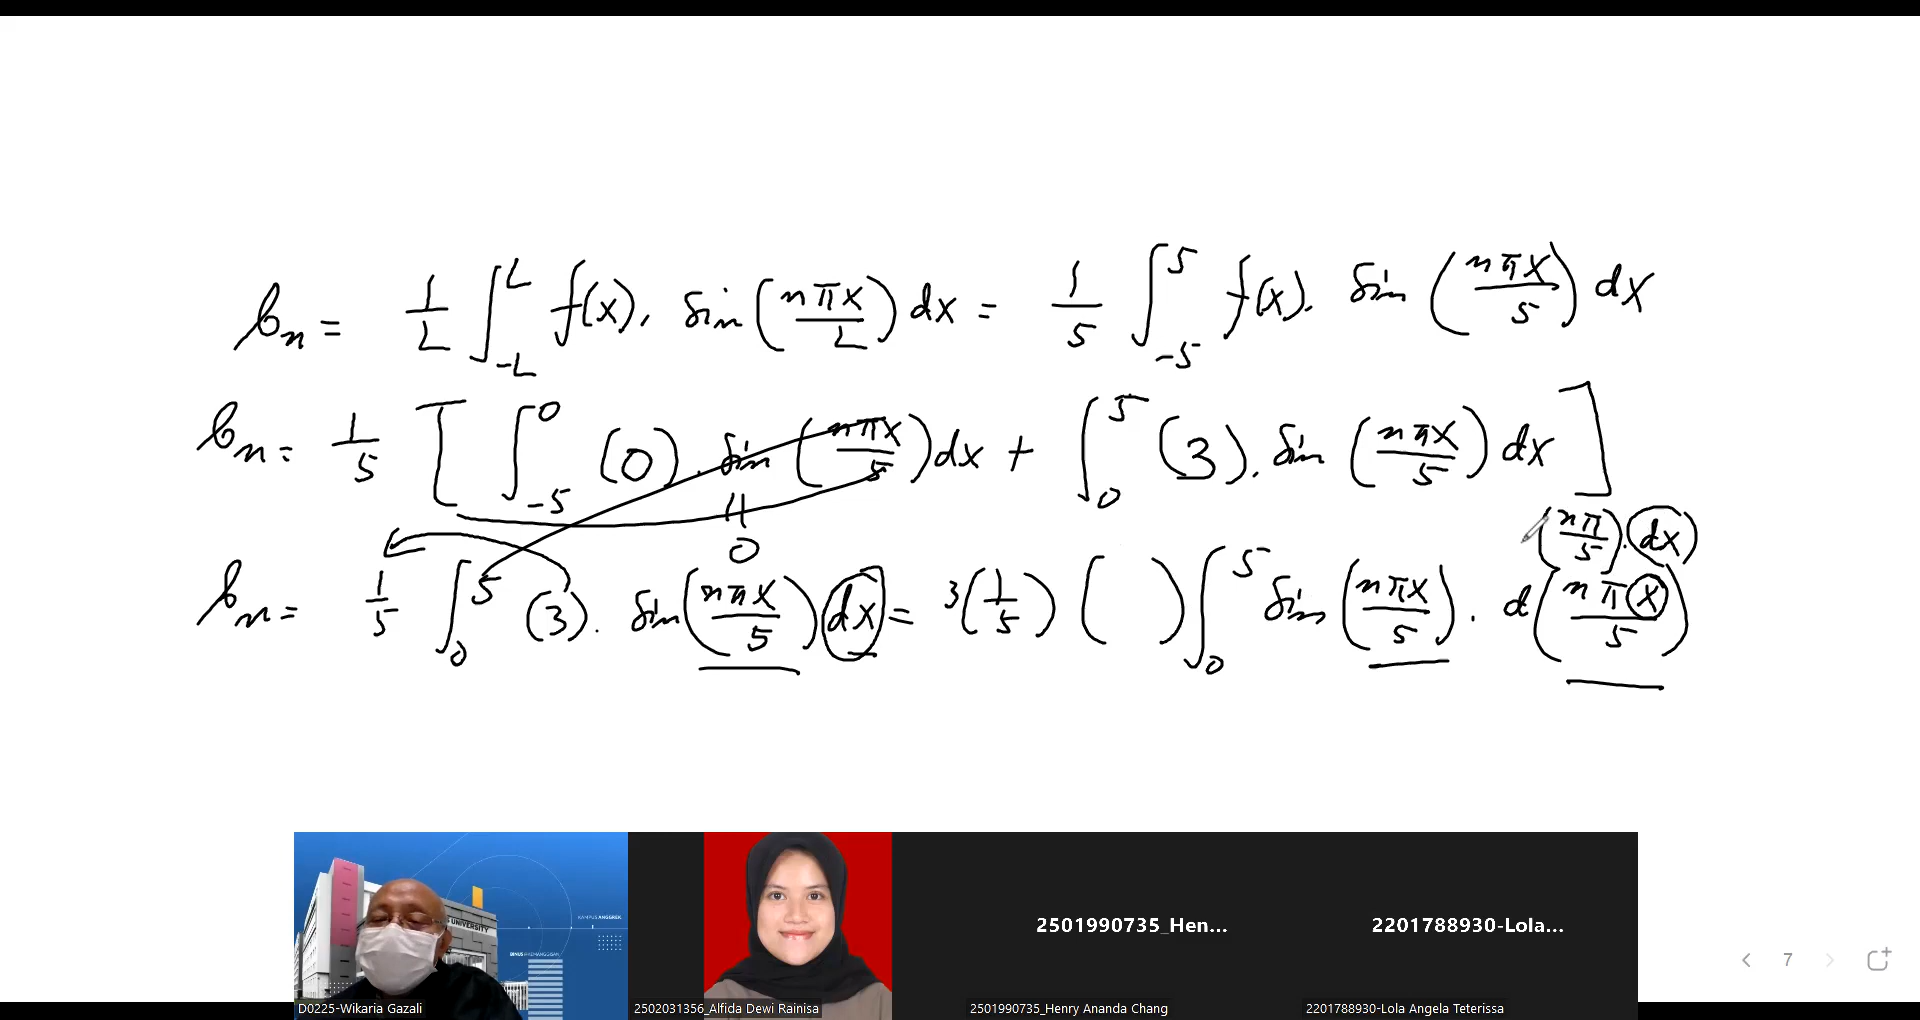 bₙ = 1/L ∫_{-L}^{L} f(x). sin(nπx/L) dx = 1/5 ∫_{-5}^{5} f(x). sin(nπx/5) dx
bₙ = 1/5 [ ∫_{-5}^{0} (0). sin(nπx/5) dx + ∫_{0}^{5} (3). sin(nπx/5) dx ]
|| 0
(nπ/5). dx)
bₙ = 1/5 ∫_{0}^{5} (3). sin(nπx/5) dx = 3(1/5) ( ) ∫_{0}^{5} sin(nπx/5). d(nπx/5)
UNIVERSITY
KAMPUS ANGGREK
2501990735_Hen...
2201788930-Lola...
7
D0225-Wikaria Gazali
2502031356_Alfida Dewi Rainisa
2501990735_Henry Ananda Chang
2201788930-Lola Angela Teterissa